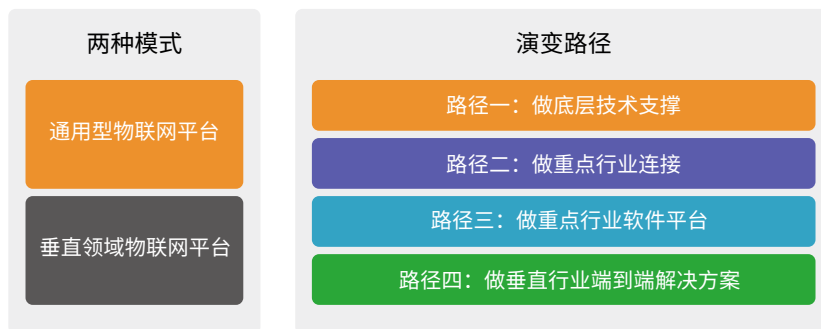 两种模式
通用型物联网平台
垂直领域物联网平台
演变路径
路径一：做底层技术支撑
路径二：做重点行业连接
路径三：做重点行业软件平台
路径四：做垂直行业端到端解决方案